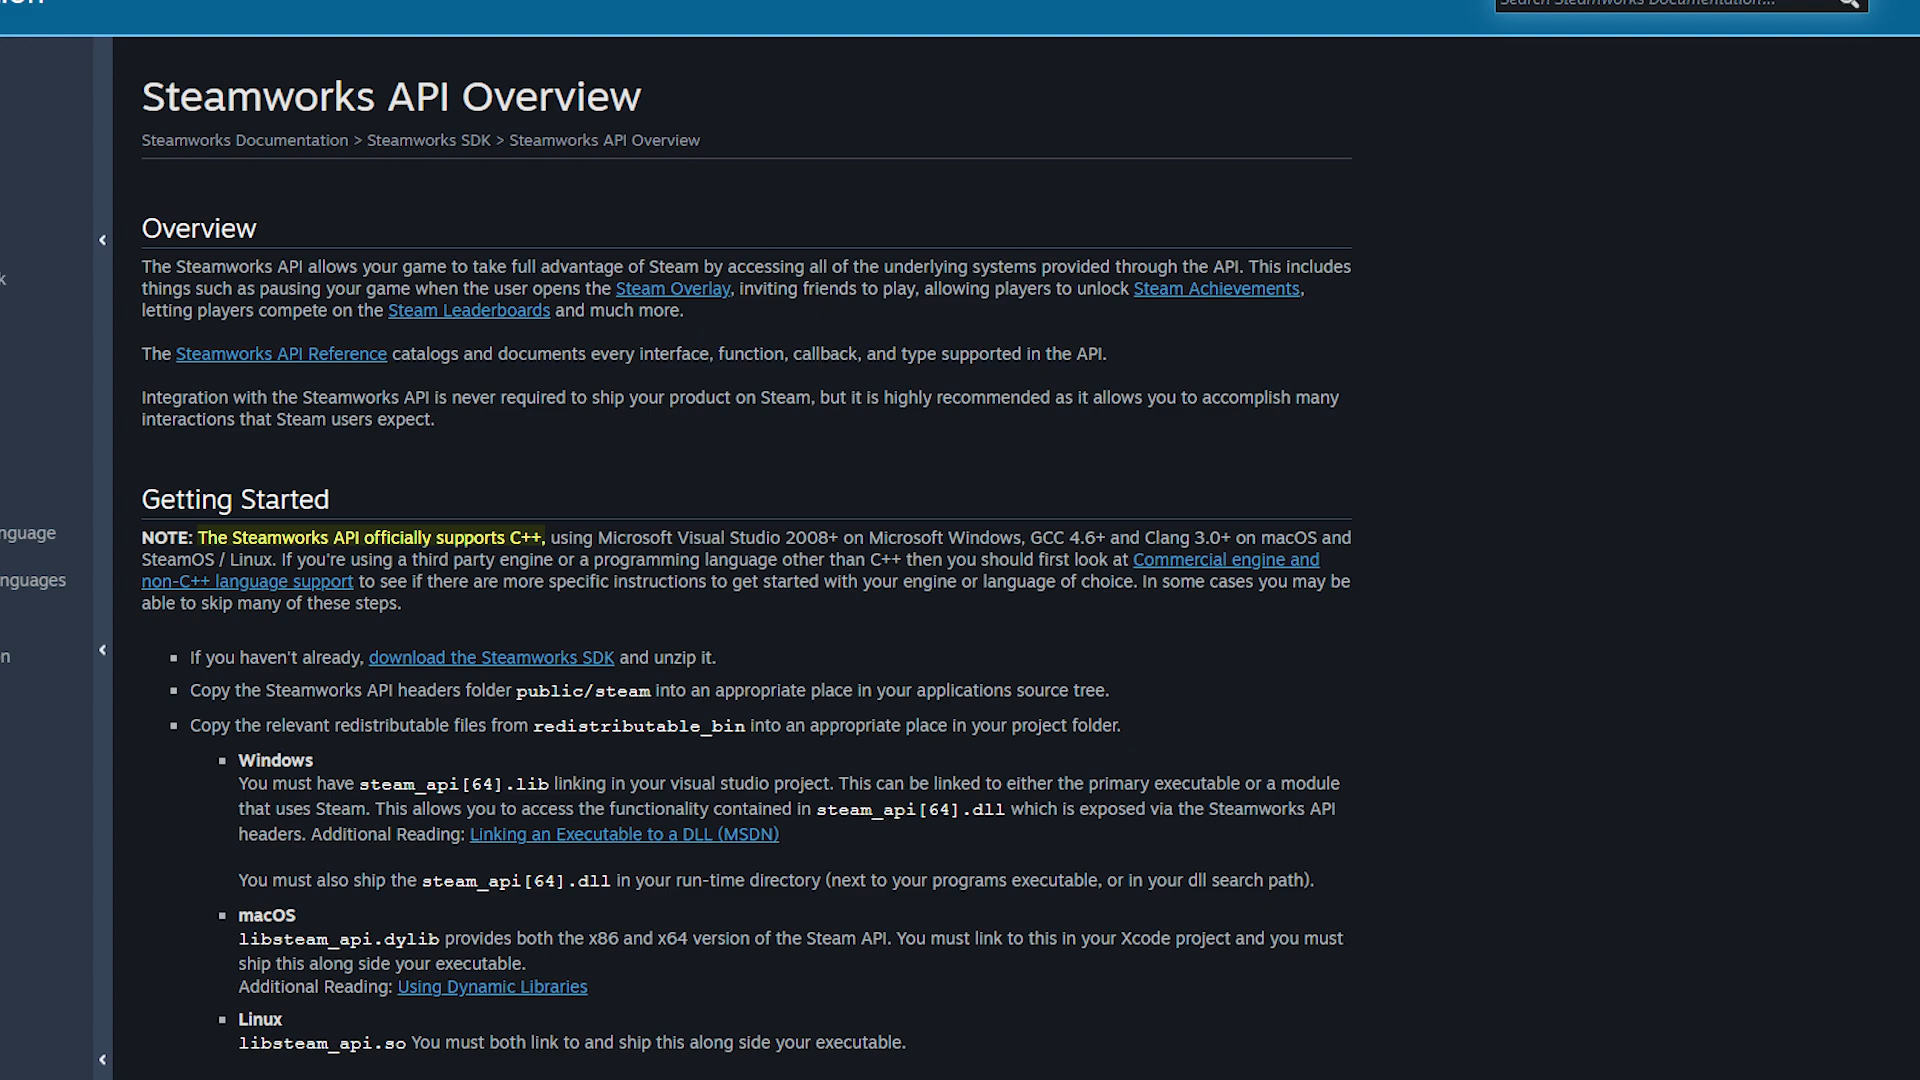 Steamworks API Overview
Steamworks Documentation > Steamworks SDK > Steamworks API Overview
Overview
The Steamworks API allows your game to take full advantage of Steam by accessing all of the underlying systems provided through the API. This includes
things such as pausing your game when the user opens the Steam Overlay, inviting friends to play, allowing players to unlock Steam Achievements,
letting players compete on the Steam Leaderboards and much more.
The Steamworks API Reference catalogs and documents every interface, function, callback, and type supported in the API.
Integration with the Steamworks API is never required to ship your product on Steam, but it is highly recommended as it allows you to accomplish many
interactions that Steam users expect.
Getting Started
NOTE: The Steamworks API officially supports C++, using Microsoft Visual Studio 2008+ on Microsoft Windows, GCC 4.6+ and Clang 3.0+ on macOS and
SteamOS / Linux. If you're using a third party engine or a programming language other than C++ then you should first look at Commercial engine and
non-C++ language support to see if there are more specific instructions to get started with your engine or language of choice. In some cases you may be
able to skip many of these steps.
If you haven't already, download the Steamworks SDK and unzip it.
Copy the Steamworks API headers folder public/steam into an appropriate place in your applications source tree.
Copy the relevant redistributable files from redistributable_bin into an appropriate place in your project folder.
Windows
You must have steam_api[64].lib linking in your visual studio project. This can be linked to either the primary executable or a module
that uses Steam. This allows you to access the functionality contained in steam_api[64].dll which is exposed via the Steamworks API
headers. Additional Reading: Linking an Executable to a DLL (MSDN)
You must also ship the steam_api[64].dll in your run-time directory (next to your programs executable, or in your dll search path).
macOS
libsteam_api.dylib provides both the x86 and x64 version of the Steam API. You must link to this in your Xcode project and you must
ship this along side your executable.
Additional Reading: Using Dynamic Libraries
Linux
libsteam_api.so You must both link to and ship this along side your executable.